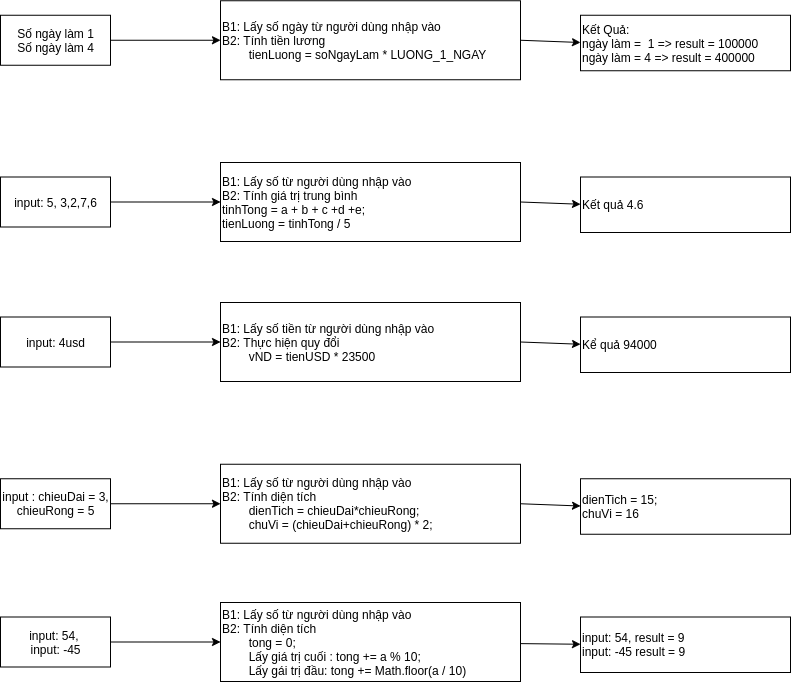 Số ngày làm 1
Số ngày làm 4
B1: Lấy số ngày từ người dùng nhập vào
B2: Tính tiền lương
tienLuong = soNgayLam * LUONG_1_NGAY
Kết Quả:
ngày làm =  1 => result = 100000
ngày làm = 4 => result = 400000
input: 5, 3,2,7,6
B1: Lấy số từ người dùng nhập vào
B2: Tính giá trị trung bình
tinhTong = a + b + c +d +e;
tienLuong = tinhTong / 5
Kết quả 4.6
input: 4usd
B1: Lấy số tiền từ người dùng nhập vào
B2: Thực hiện quy đổi
vND = tienUSD * 23500
Kể quả 94000
input : chieuDai = 3,
chieuRong = 5
B1: Lấy số từ người dùng nhập vào
B2: Tính diện tích
dienTich = chieuDai*chieuRong;
chuVi = (chieuDai+chieuRong) * 2;
dienTich = 15;
chuVi = 16
input: 54,
input: -45
B1: Lấy số từ người dùng nhập vào
B2: Tính diện tích
tong = 0;
Lấy giá trị cuối : tong += a % 10;
Lấy gái trị đầu: tong += Math.floor(a / 10)
input: 54, result = 9
input: -45 result = 9